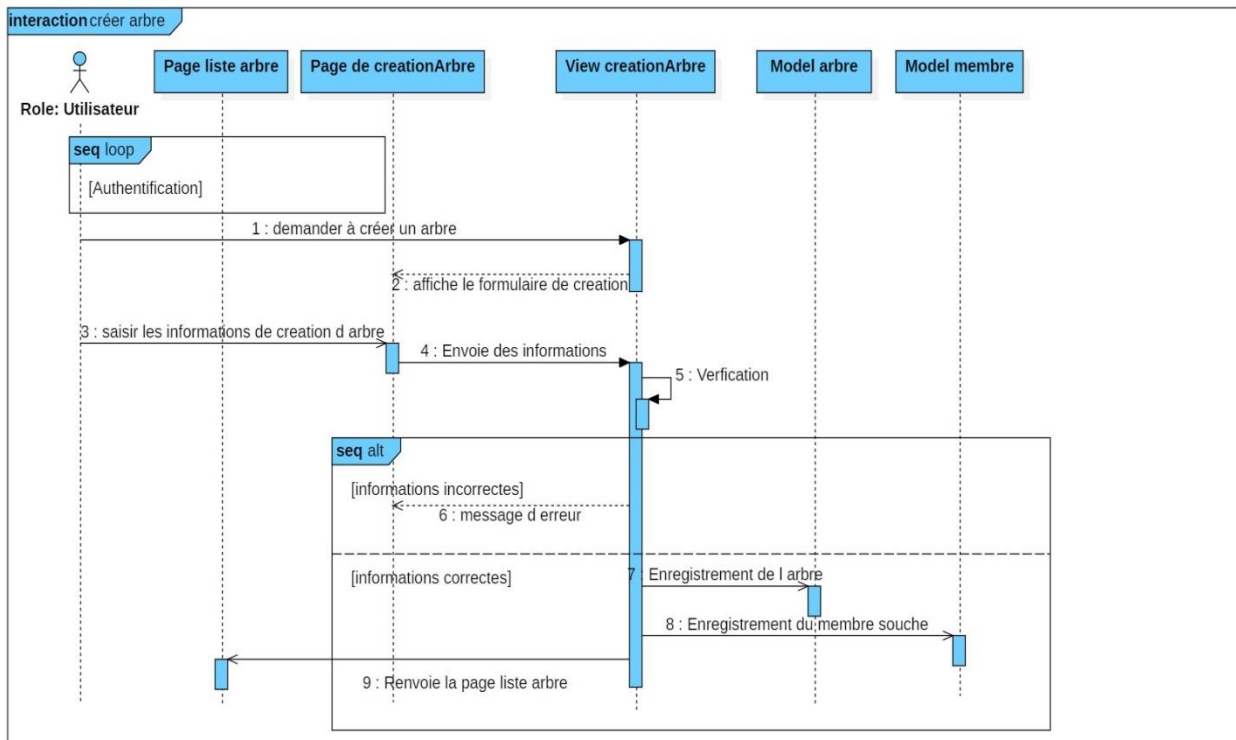 interaction créer arbre
Page liste arbre
Page de creationArbre
View creationArbre
Model arbre
Model membre
Role: Utilisateur
seq loop
[Authentification]
1 : demander à créer un arbre
2 : affiche le formulaire de creation
3 : saisir les informations de creation d arbre
4 : Envoie des informations
5 : Verfication
seq alt
[informations incorrectes]
6 : message d erreur
[informations correctes]
7 : Enregistrement de l arbre
8 : Enregistrement du membre souche
9 : Renvoie la page liste arbre